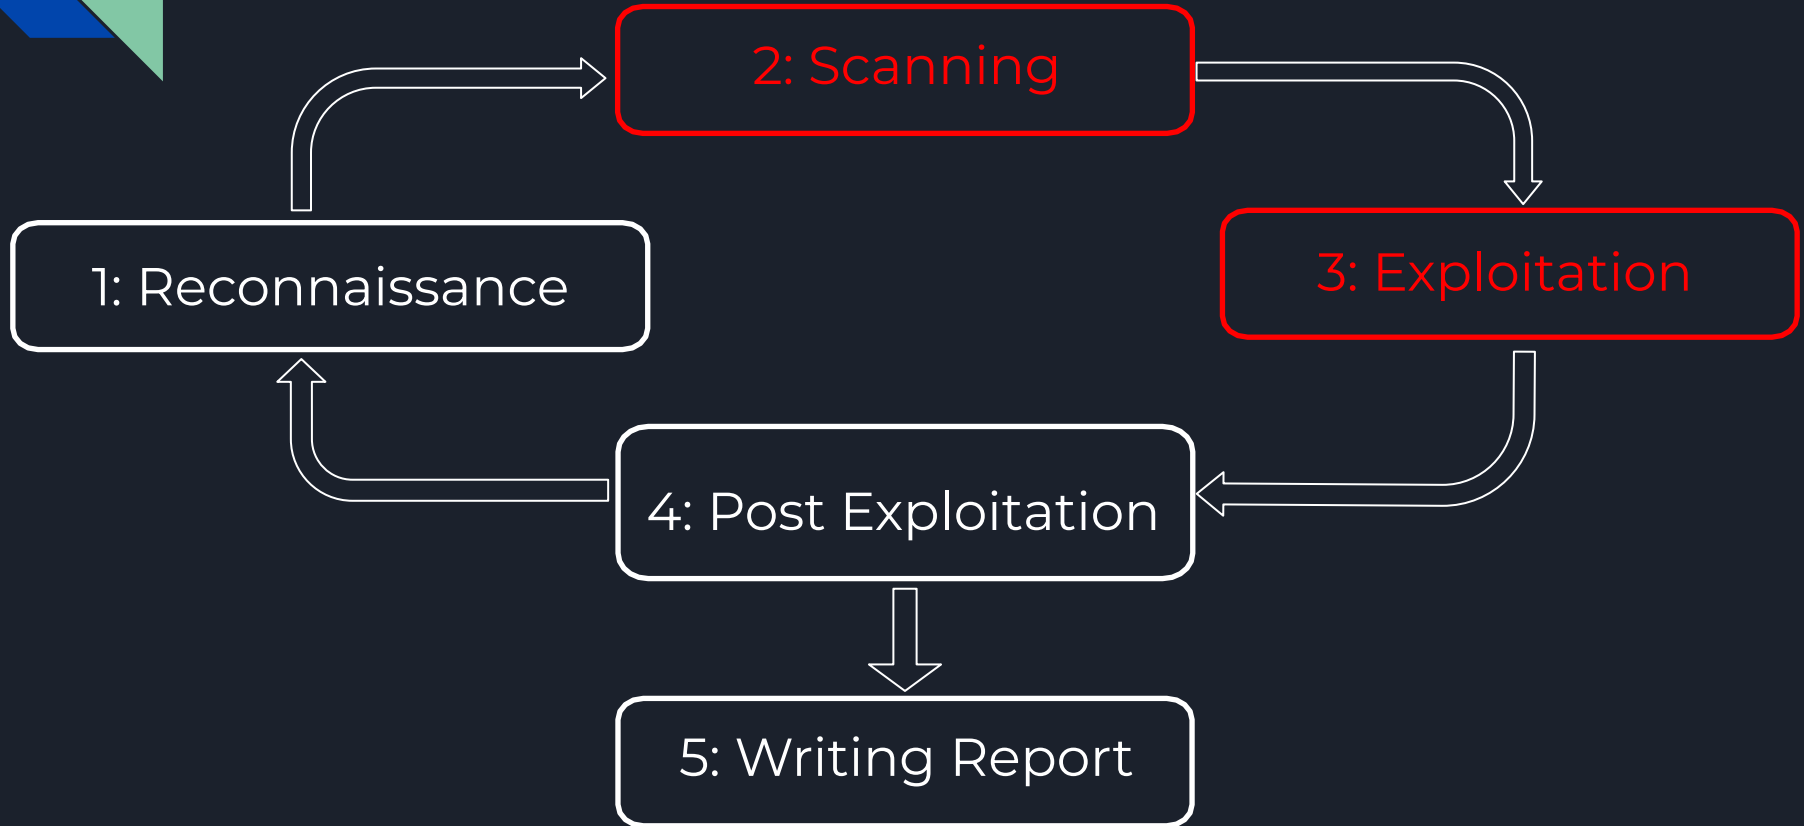 2: Scanning
1: Reconnaissance
3: Exploitation
4: Post Exploitation
5: Writing Report